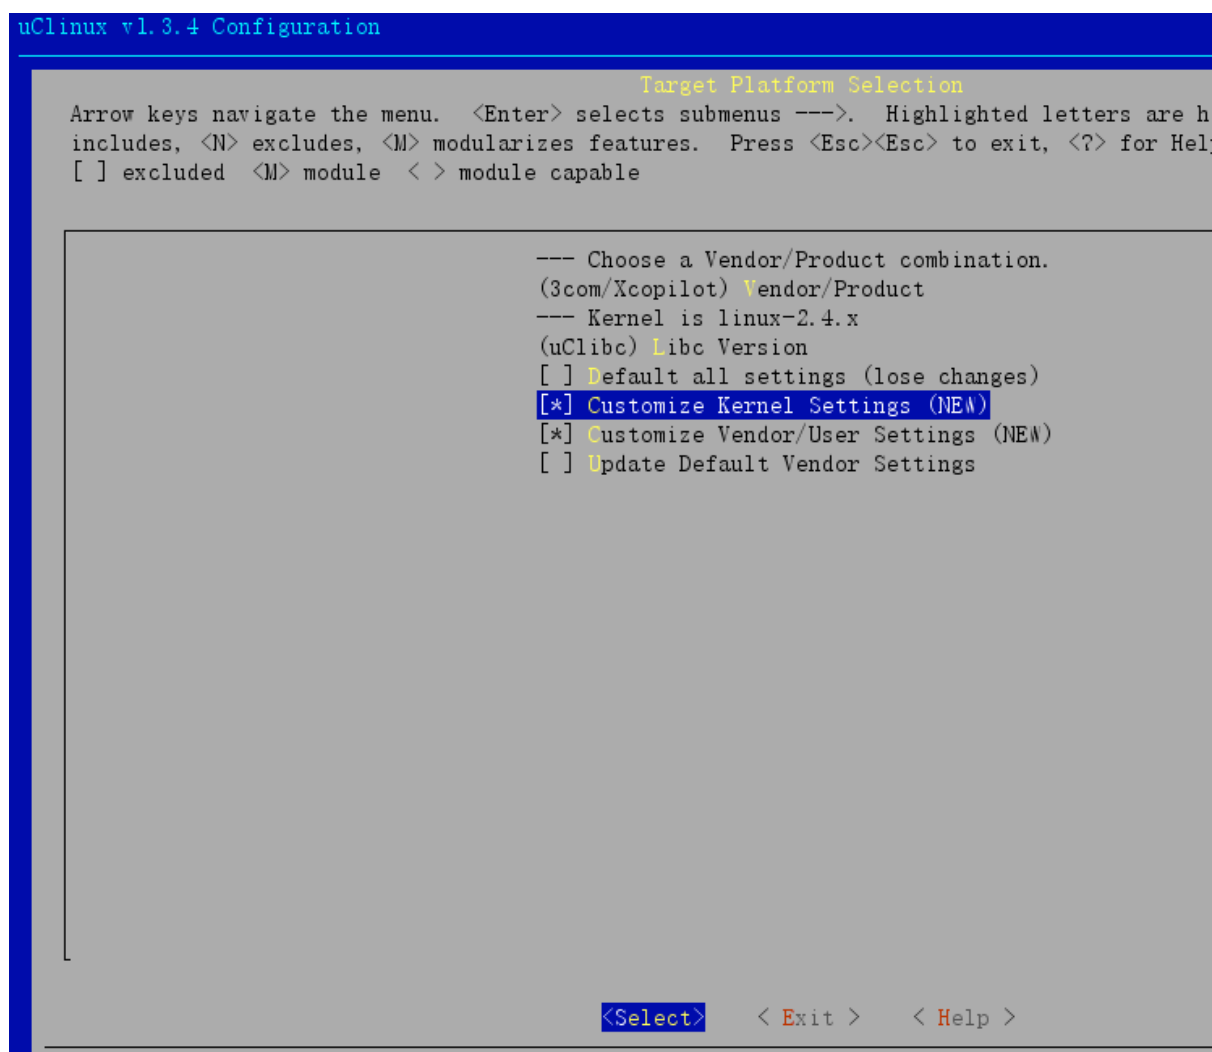 uClinux v1.3.4 Configuration
Target Platform Selection
Arrow keys navigate the menu.  <Enter> selects submenus --->.  Highlighted letters are
includes, <N> excludes, <M> modularizes features.  Press <Esc><Esc> to exit, <?> for
[ ] excluded  <M> module  < > module capable
--- Choose a Vendor/Product combination.
(3com/Xcopilot) Vendor/Product
--- Kernel is linux-2.4.x
(uClibc) Libc Version
[ ] Default all settings (lose changes)
[*] Customize Kernel Settings (NEW)
[*] Customize Vendor/User Settings (NEW)
[ ] Update Default Vendor Settings
<Select>    < Exit >    < Help >